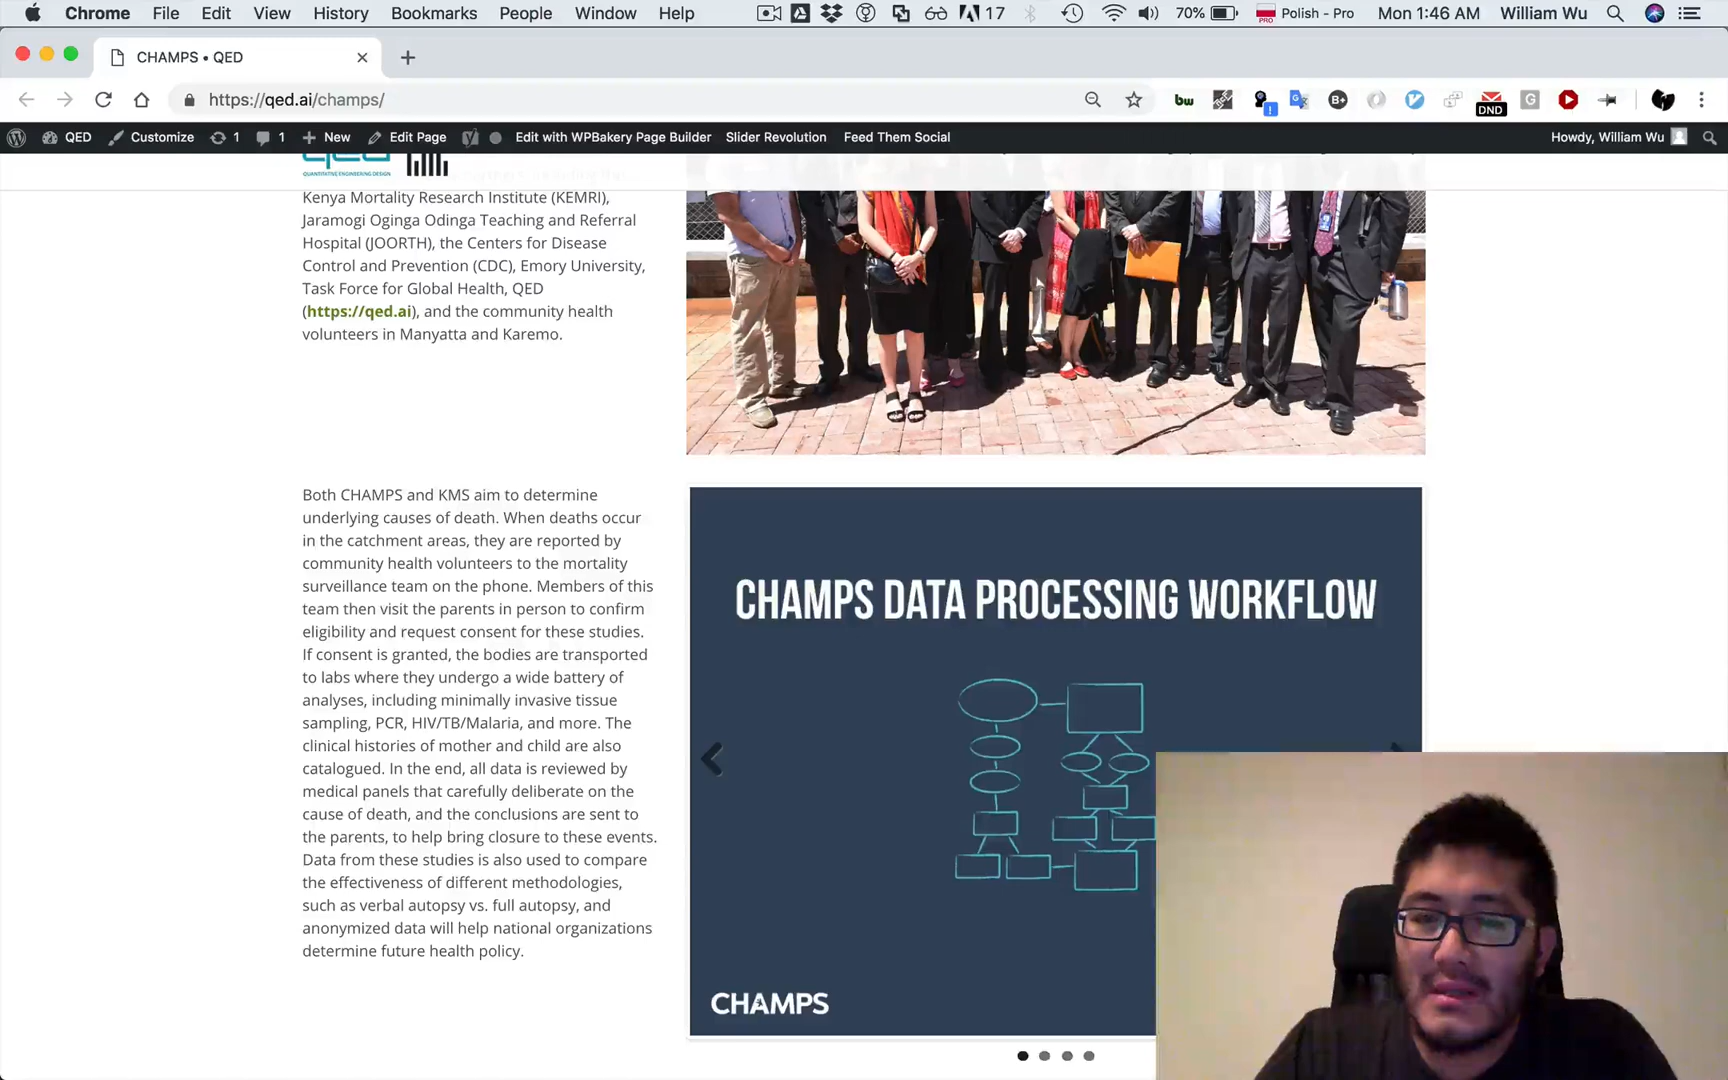 Chrome File Edit View History Bookmarks People Window Help 17 70% PRO Polish - Pro Mon 1:46 AM William Wu
CHAMPS • QED
https://qed.ai/champs/
bw DND
QED Customize 1 1 New Edit Page Edit with WPBakery Page Builder Slider Revolution Feed Them Social Howdy, William Wu
QUANTITATIVE ENGINEERING DESIGN
Kenya Mortality Research Institute (KEMRI),
Jaramogi Oginga Odinga Teaching and Referral
Hospital (JOORTH), the Centers for Disease
Control and Prevention (CDC), Emory University,
Task Force for Global Health, QED
(https://qed.ai), and the community health
volunteers in Manyatta and Karemo.
Both CHAMPS and KMS aim to determine
underlying causes of death. When deaths occur
in the catchment areas, they are reported by
community health volunteers to the mortality
surveillance team on the phone. Members of this
team then visit the parents in person to confirm
eligibility and request consent for these studies.
If consent is granted, the bodies are transported
to labs where they undergo a wide battery of
analyses, including minimally invasive tissue
sampling, PCR, HIV/TB/Malaria, and more. The
clinical histories of mother and child are also
catalogued. In the end, all data is reviewed by
medical panels that carefully deliberate on the
cause of death, and the conclusions are sent to
the parents, to help bring closure to these events.
Data from these studies is also used to compare
the effectiveness of different methodologies,
such as verbal autopsy vs. full autopsy, and
anonymized data will help national organizations
determine future health policy.
CHAMPS DATA PROCESSING WORKFLOW
CHAMPS